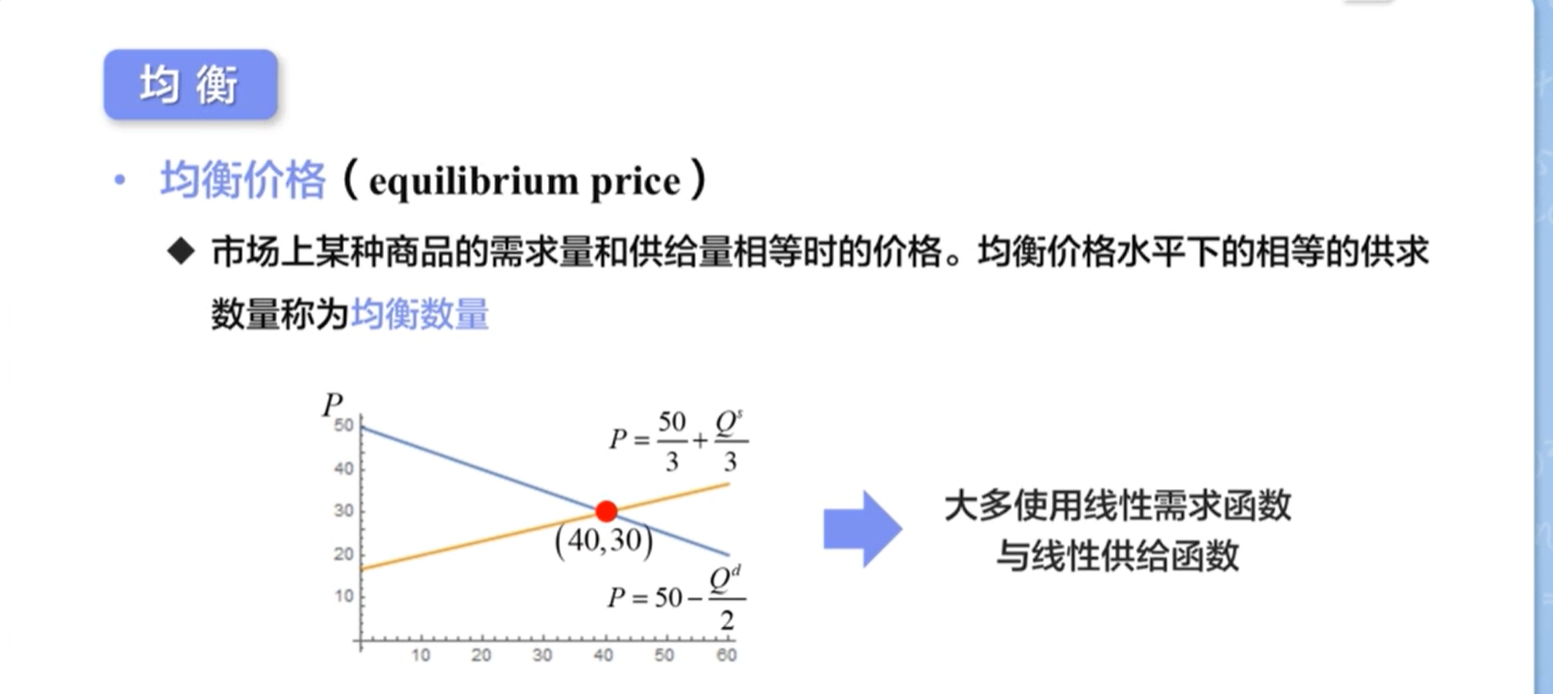 均 衡
• 均衡价格（equilibrium price）
◆ 市场上某种商品的需求量和供给量相等时的价格。均衡价格水平下的相等的供求
数量称为均衡数量
P
50
40
30
20
10
10 20 30 40 50 60
P = 50/3 + Qˢ/3
(40,30)
P = 50 − Qᵈ/2
大多使用线性需求函数
与线性供给函数